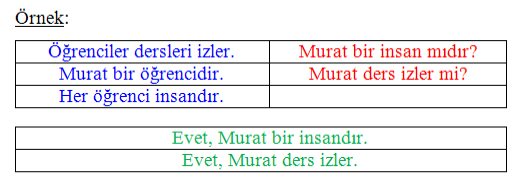 Örnek:
Öğrenciler dersleri izler. Murat bir insan mıdır?
Murat bir öğrencidir. Murat ders izler mi?
Her öğrenci insandır.
Evet, Murat bir insandır.
Evet, Murat ders izler.